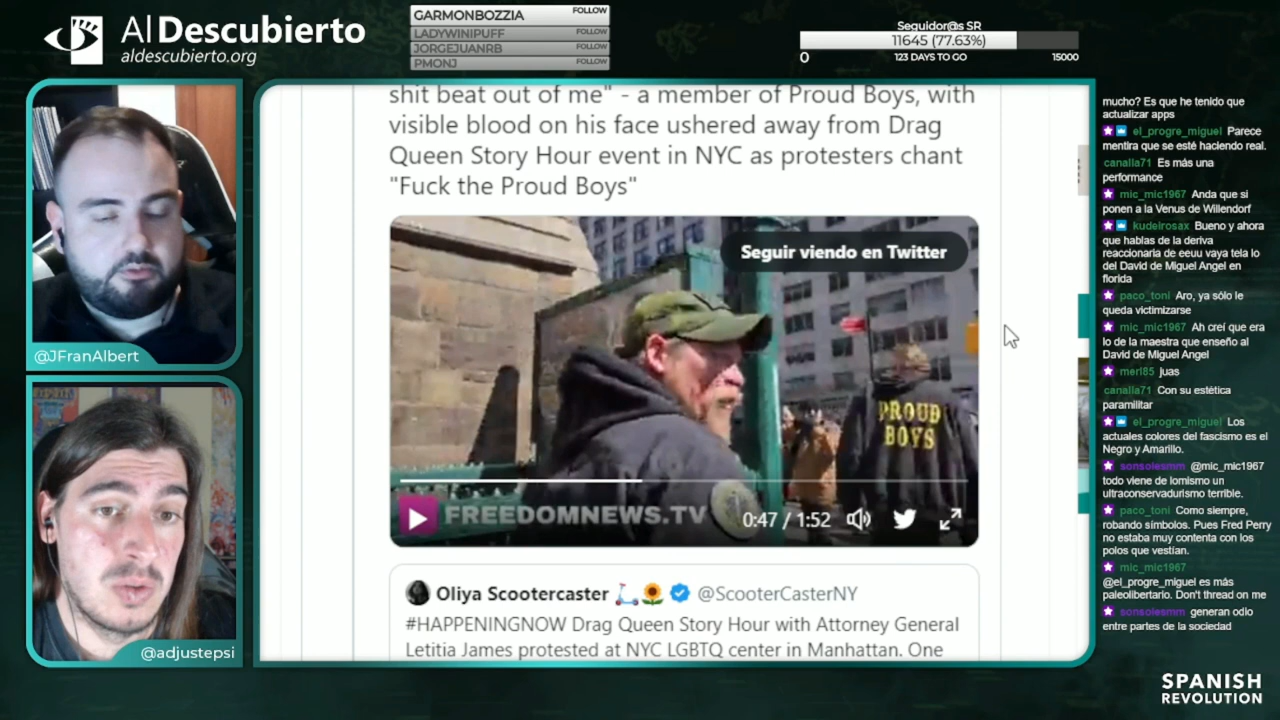 Al Descubierto
aldescubierto.org
GARMONBOZZIA FOLLOW
LADYWINIPUFF FOLLOW
JORGEJUANRB FOLLOW
PMONJ FOLLOW
Seguidor@s SR
11645 (77.63%)
0 123 DAYS TO GO 15000
@JFranAlbert
@adjustepsi
shit beat out of me" - a member of Proud Boys, with
visible blood on his face ushered away from Drag
Queen Story Hour event in NYC as protesters chant
"Fuck the Proud Boys"
Seguir viendo en Twitter
PROUD
BOYS
FREEDOMNEWS.TV
0:47 / 1:52
Oliya Scootercaster @ScooterCasterNY
#HAPPENINGNOW Drag Queen Story Hour with Attorney General
Letitia James protested at NYC LGBTQ center in Manhattan. One
mucho? Es que he tenido que
actualizar apps
el_progre_miguel Parece
mentira que se esté haciendo real.
canalla71 Es más una
performance
mic_mic1967 Anda que si
ponen a la Venus de Willendorf
kudeirosax Bueno y ahora
que hablas de la deriva
reaccionaria de eeuu vaya tela lo
del David de Miguel Angel en
florida
paco_toni Aro, ya sólo le
queda victimizarse
mic_mic1967 Ah creí que era
lo de la maestra que enseño al
David de Miguel Angel
merl85 juas
canalla71 Con su estética
paramilitar
el_progre_miguel Los
actuales colores del fascismo es el
Negro y Amarillo.
sonsolesmm @mic_mic1967
todo viene de lomismo un
ultraconservadurismo terrible.
paco_toni Como siempre,
robando símbolos. Pues Fred Perry
no estaba muy contenta con los
polos que vestían.
mic_mic1967
@el_progre_miguel es más
paleolibertario. Don't thread on me
sonsolesmm generan odio
entre partes de la sociedad
SPANISH
REVOLUTION